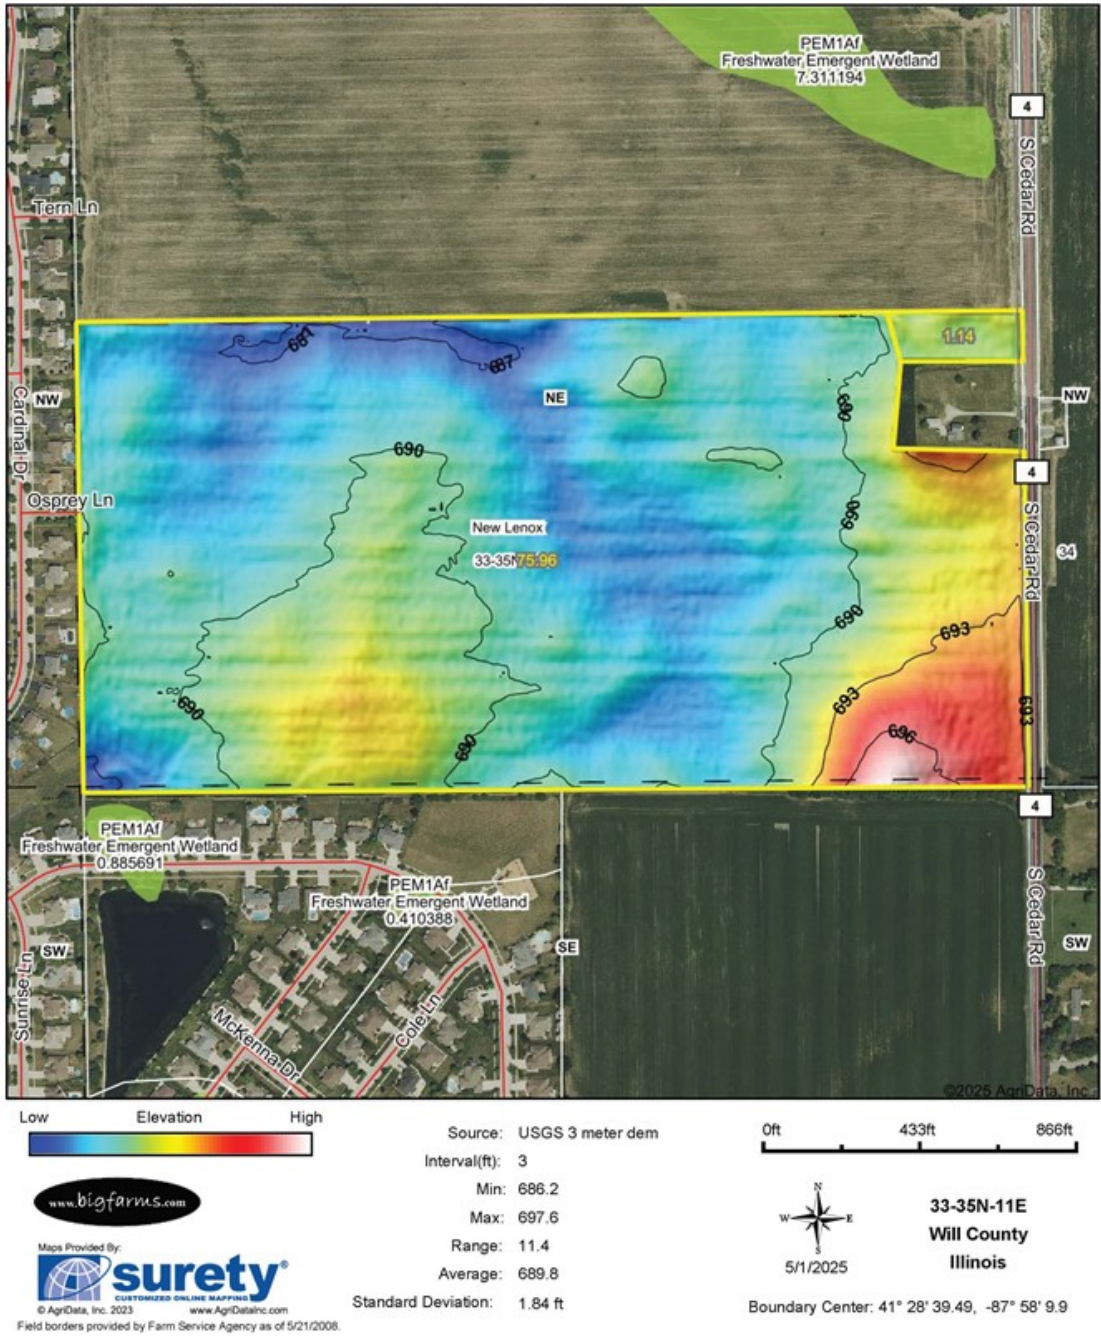 PEM1Af
Freshwater Emergent Wetland
7.311194
4
S Cedar Rd
Tern Ln
1.14
681
687
NE
NW
NW
Cardinal Dr
690
690
Osprey Ln
690
4
S Cedar Rd
New Lenox
33-35N
75.96
34
690
693
693
693
690
690
696
4
PEM1Af
Freshwater Emergent Wetland
0.885691
PEM1Af
Freshwater Emergent Wetland
0.410388
S Cedar Rd
SW
SE
SW
Sunrise Ln
McKenna Dr
Cole Ln
©2025 AgriData, Inc.
Low Elevation High
Source: USGS 3 meter dem
Interval(ft): 3
Min: 686.2
Max: 697.6
Range: 11.4
Average: 689.8
Standard Deviation: 1.84 ft
0ft 433ft 866ft
N
W E
S
5/1/2025
33-35N-11E
Will County
Illinois
Boundary Center: 41° 28' 39.49, -87° 58' 9.9
www.bigfarms.com
Maps Provided By:
surety®
CUSTOMIZED ONLINE MAPPING
© AgriData, Inc. 2023 www.AgriDataInc.com
Field borders provided by Farm Service Agency as of 5/21/2008.